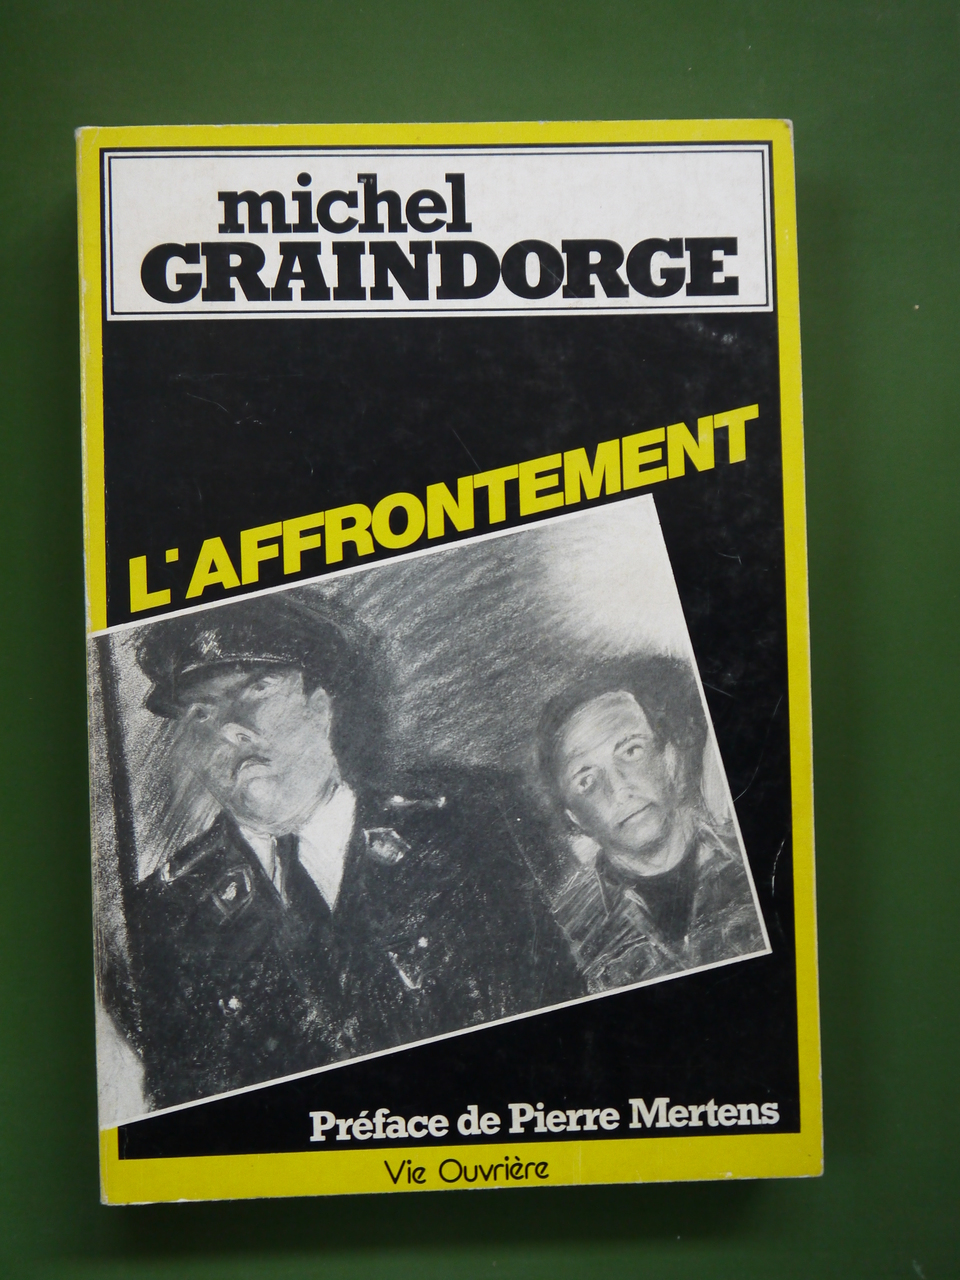 michel
GRAINDORGE
L'AFFRONTEMENT
Préface de Pierre Mertens
Vie Ouvrière